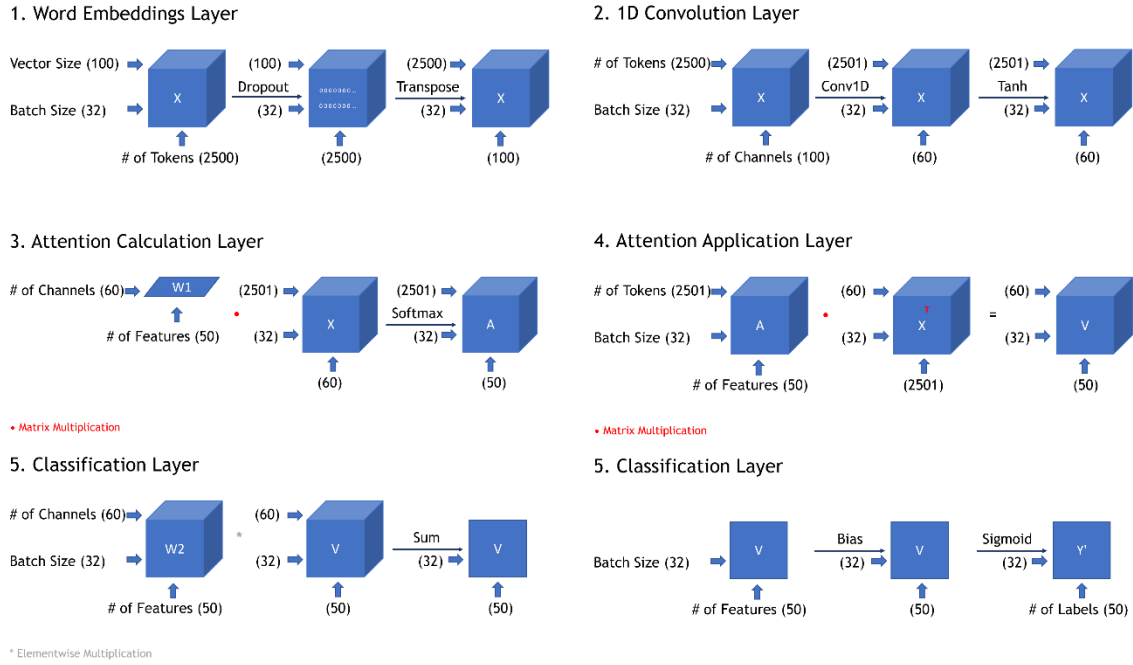 1. Word Embeddings Layer
Vector Size (100)
Batch Size (32)
X
# of Tokens (2500)
Dropout
(100)
(32)
oooooooo..
oooooooo..
(2500)
Transpose
(2500)
(32)
X
(100)
2. 1D Convolution Layer
# of Tokens (2500)
Batch Size (32)
X
# of Channels (100)
Conv1D
(2501)
(32)
X
(60)
Tanh
(2501)
(32)
X
(60)
3. Attention Calculation Layer
# of Channels (60)
W1
# of Features (50)
•
(2501)
(32)
X
(60)
Softmax
(2501)
(32)
A
(50)
• Matrix Multiplication
4. Attention Application Layer
# of Tokens (2501)
Batch Size (32)
A
# of Features (50)
•
(60)
(32)
X T
(2501)
=
(60)
(32)
V
(50)
• Matrix Multiplication
5. Classification Layer
# of Channels (60)
Batch Size (32)
W2
# of Features (50)
*
(60)
(32)
V
(50)
Sum
(32)
V
(50)
* Elementwise Multiplication
5. Classification Layer
Batch Size (32)
V
# of Features (50)
Bias
(32)
V
(50)
Sigmoid
(32)
Y'
# of Labels (50)